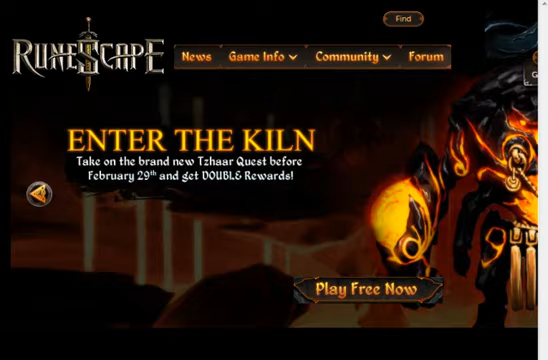 Find
RUNESCAPE
News Game Info Community Forum
ENTER THE KILN
Take on the brand new Tzhaar Quest before
February 29th and get DOUBLE Rewards!
Play Free Now